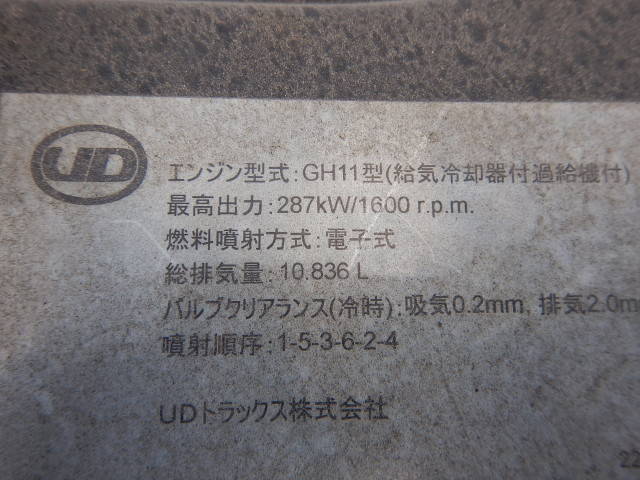 UD
エンジン型式:GH11型(給気冷却器付過給機付)
最高出力:287kW/1600 r.p.m.
燃料噴射方式:電子式
総排気量:10.836 L
バルブクリアランス(冷時):吸気0.2mm, 排気2.0m
噴射順序:1-5-3-6-2-4
UDトラックス株式会社
22